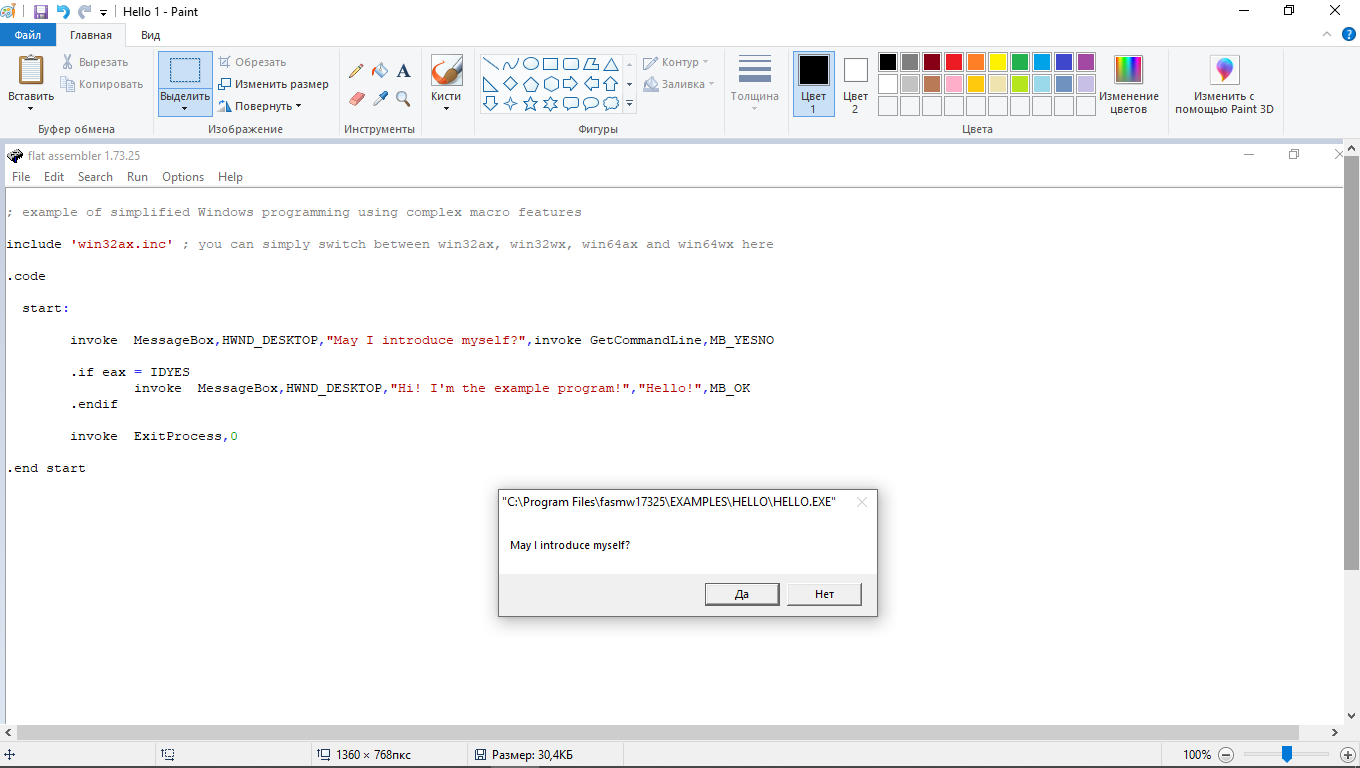 Hello 1 - Paint
Файл Главная Вид
Вставить
Вырезать
Копировать
Буфер обмена
Выделить
Обрезать
Изменить размер
Повернуть
Изображение
A
Инструменты
Кисти
Контур
Заливка
Фигуры
Толщина
Цвет
1
Цвет
2
Изменение
цветов
Цвета
Изменить с
помощью Paint 3D
flat assembler 1.73.25
File Edit Search Run Options Help
; example of simplified Windows programming using complex macro features
include 'win32ax.inc' ; you can simply switch between win32ax, win32wx, win64ax and win64wx here
.code
start:
invoke MessageBox,HWND_DESKTOP,"May I introduce myself?",invoke GetCommandLine,MB_YESNO
.if eax = IDYES
invoke MessageBox,HWND_DESKTOP,"Hi! I'm the example program!","Hello!",MB_OK
.endif
invoke ExitProcess,0
.end start
"C:\Program Files\fasmw17325\EXAMPLES\HELLO\HELLO.EXE"
May I introduce myself?
Да Нет
1360 × 768пкс
Размер: 30,4КБ
100%